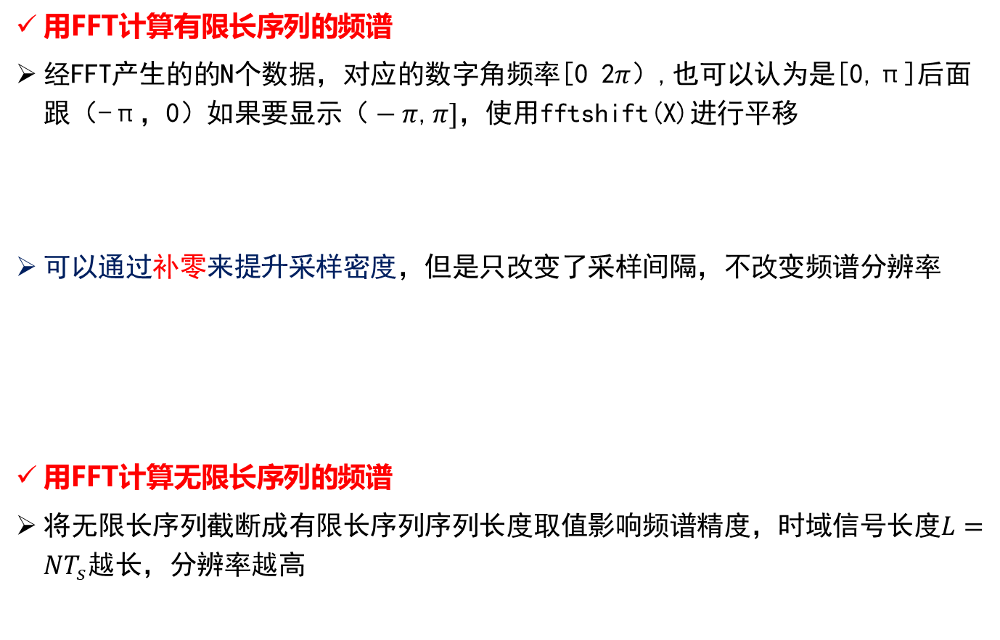 ✓ 用FFT计算有限长序列的频谱
➢ 经FFT产生的的N个数据，对应的数字角频率[0 2π）,也可以认为是[0,π]后面
跟（-π，0）如果要显示（−π,π]，使用fftshift(X)进行平移
➢ 可以通过补零来提升采样密度，但是只改变了采样间隔，不改变频谱分辨率
✓ 用FFT计算无限长序列的频谱
➢ 将无限长序列截断成有限长序列序列长度取值影响频谱精度，时域信号长度L =
NTₛ越长，分辨率越高